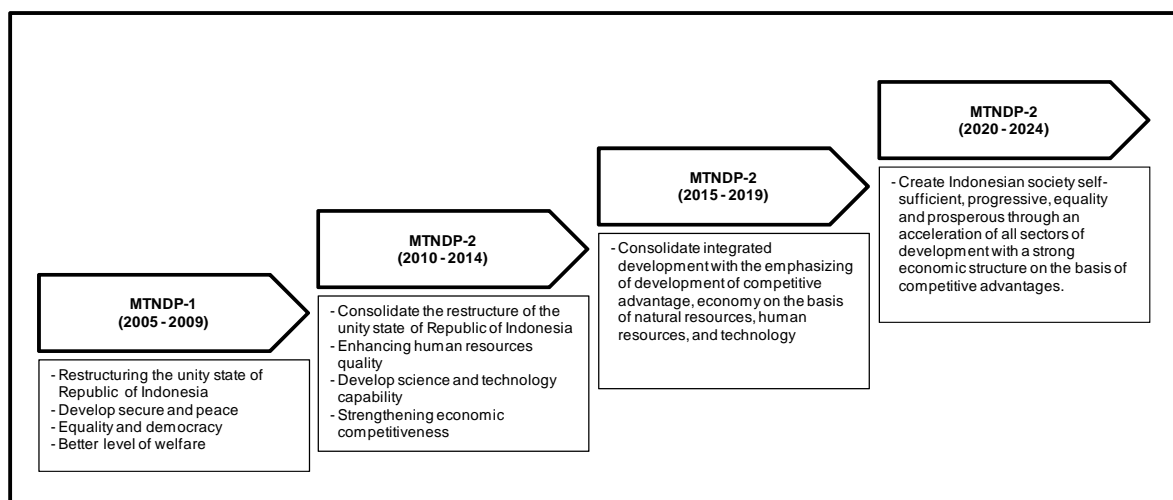 MTNDP-1
(2005 - 2009)
- Restructuring the unity state of
Republic of Indonesia
- Develop secure and peace
- Equality and democracy
- Better level of welfare
MTNDP-2
(2010 - 2014)
- Consolidate the restructure of the
unity state of Republic of Indonesia
- Enhancing human resources
quality
- Develop science and technology
capability
- Strengthening economic
competitiveness
MTNDP-2
(2015 - 2019)
- Consolidate integrated
development with the emphasizing
of development of competitive
advantage, economy on the basis
of natural resources, human
resources, and technology
MTNDP-2
(2020 - 2024)
- Create Indonesian society self-
sufficient, progressive, equality
and prosperous through an
acceleration of all sectors of
development with a strong
economic structure on the basis of
competitive advantages.